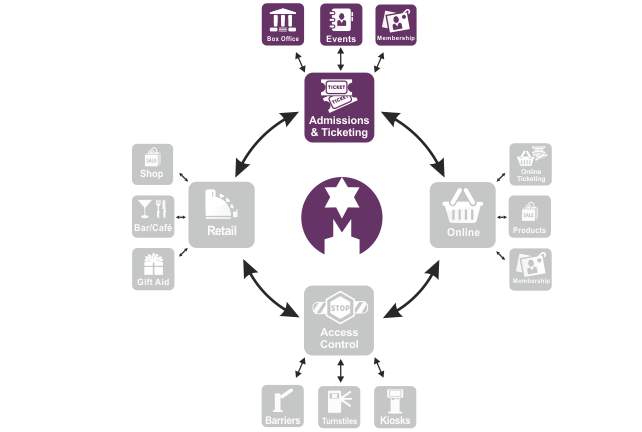 Box Office
Events
Membership
TICKET
TICKET
Admissions
& Ticketing
SALE
Shop
Bar/Café
Gift Aid
Retail
Online
Online
Ticketing
SALE
Products
Membership
STOP
Access
Control
Barriers
Turnstiles
Kiosks